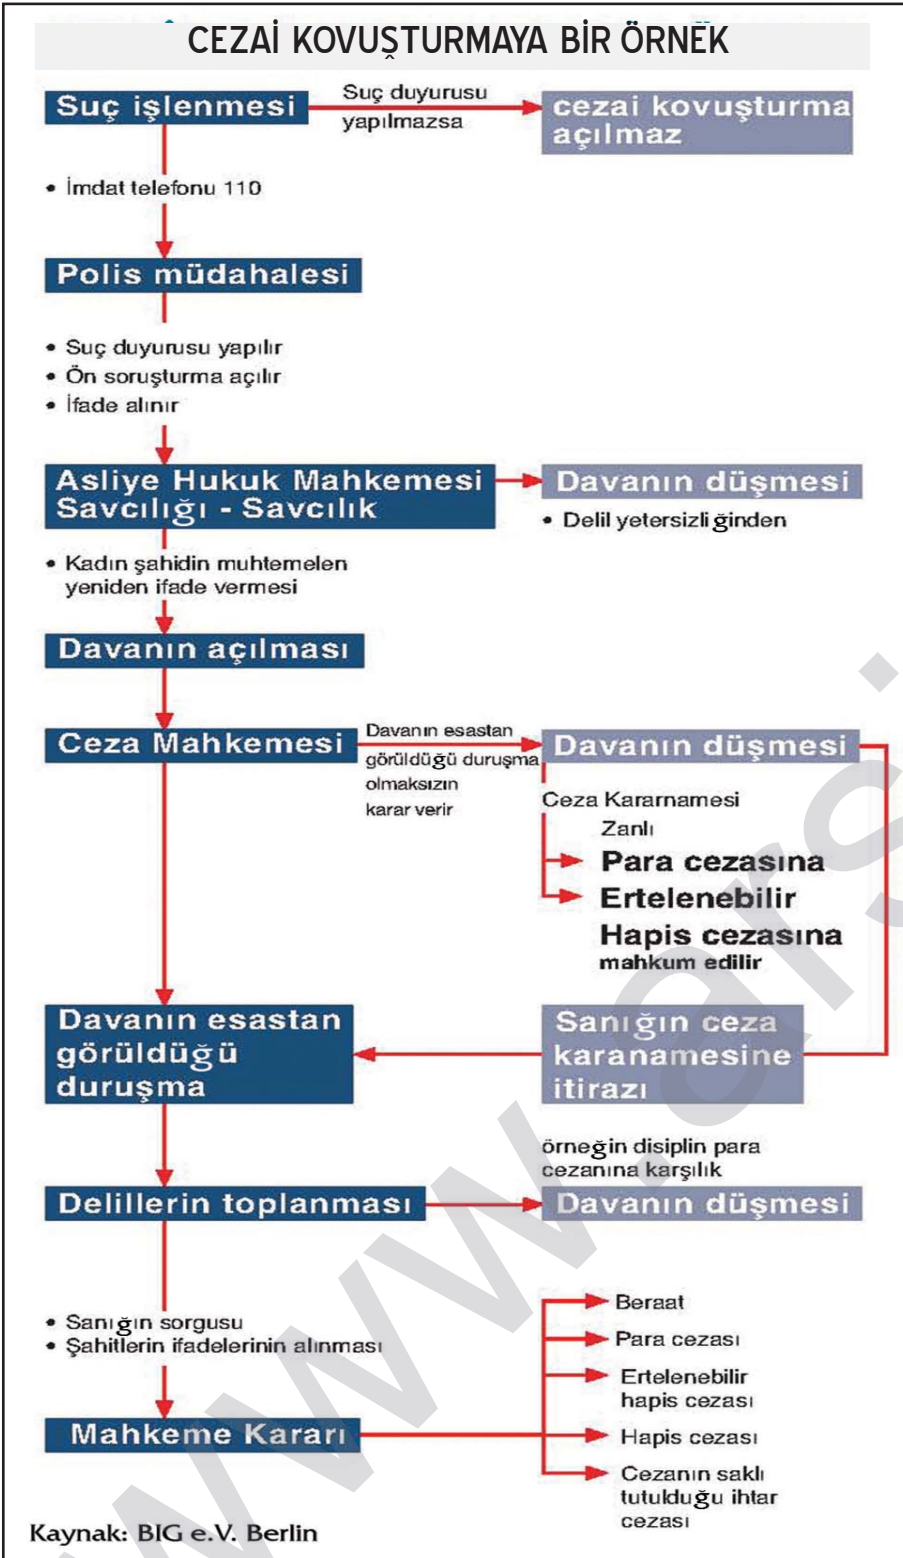 CEZAİ KOVUŞTURMAYA BİR ÖRNEK
Suç işlenmesi
Suç duyurusu
yapılmazsa
cezai kovuşturma
açılmaz
• İmdat telefonu 110
Polis müdahalesi
• Suç duyurusu yapılır
• Ön soruşturma açılır
• İfade alınır
Asliye Hukuk Mahkemesi
Savcılığı - Savcılık
Davanın düşmesi
• Delil yetersizliğinden
• Kadın şahidin muhtemelen
yeniden ifade vermesi
Davanın açılması
Ceza Mahkemesi
Davanın esastan
görüldüğü duruşma
olmaksızın
karar verir
Davanın düşmesi
Ceza Kararnamesi
Zanlı
Para cezasına
Ertelenebilir
Hapis cezasına
mahkum edilir
Davanın esastan
görüldüğü
duruşma
Sanığın ceza
karanamesine
itirazı
örneğin disiplin para
cezanına karşılık
Delillerin toplanması
Davanın düşmesi
• Sanığın sorgusu
• Şahitlerin ifadelerinin alınması
Mahkeme Kararı
Beraat
Para cezası
Ertelenebilir
hapis cezası
Hapis cezası
Cezanın saklı
tutulduğu ihtar
cezası
Kaynak: BIG e.V. Berlin
www.ars